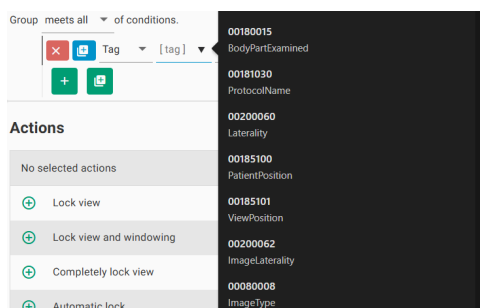 Group meets all of conditions.
Tag [tag]
Actions
No selected actions
Lock view
Lock view and windowing
Completely lock view
Automatic lock
00180015
BodyPartExamined
00181030
ProtocolName
00200060
Laterality
00185100
PatientPosition
00185101
ViewPosition
00200062
ImageLaterality
00080008
ImageType